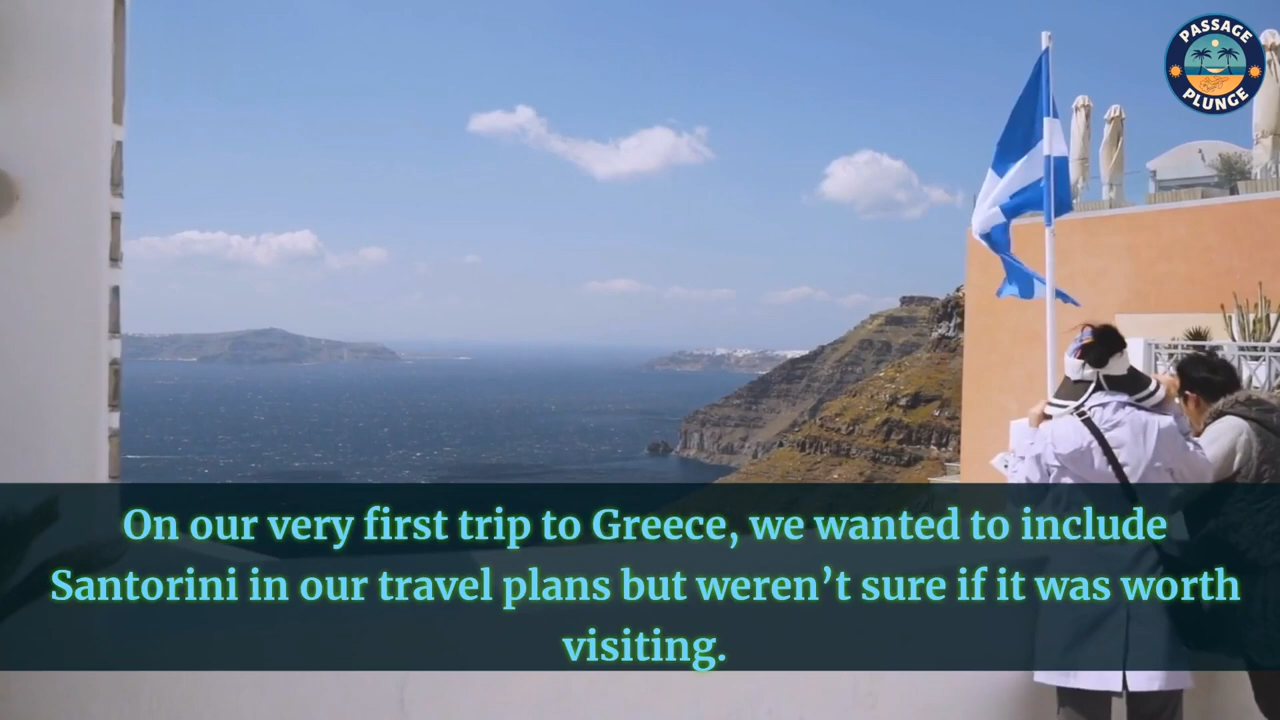 PASSAGE
PLUNGE
On our very first trip to Greece, we wanted to include
Santorini in our travel plans but weren’t sure if it was worth
visiting.